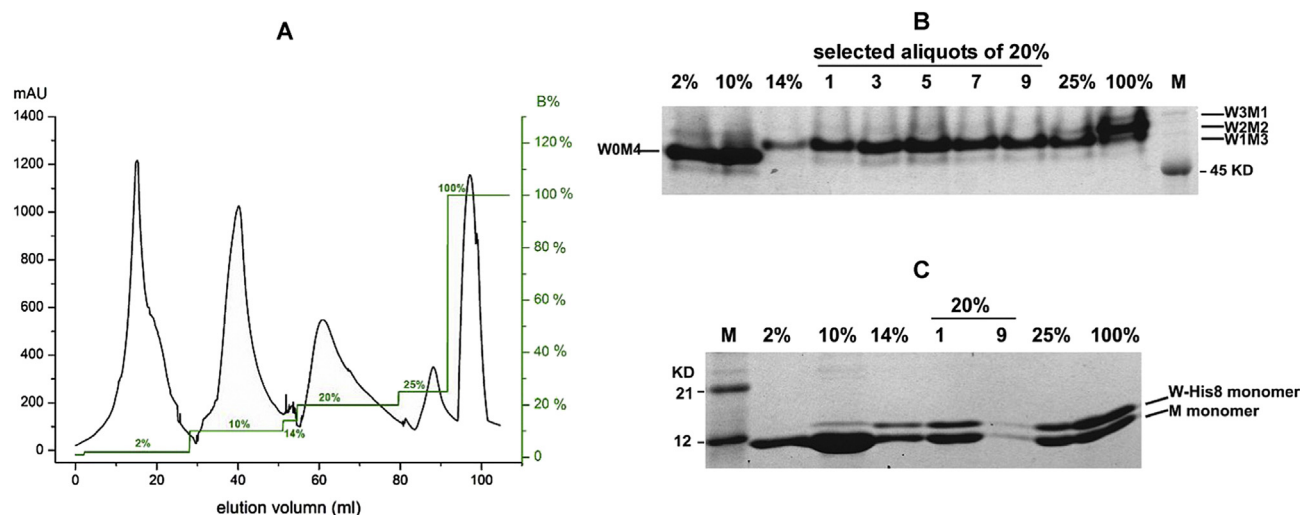 A
mAU
B%
1400
1200
1000
800
600
400
200
0
120 %
100 %
80 %
60 %
40 %
20 %
0
2%
10%
14%
20%
25%
100%
0 20 40 60 80 100
elution volumn (ml)
B
selected aliquots of 20%
2% 10% 14% 1 3 5 7 9 25% 100% M
W0M4
W3M1
W2M2
W1M3
45 KD
C
20%
M 2% 10% 14% 1 9 25% 100%
KD
21
12
W-His8 monomer
M monomer